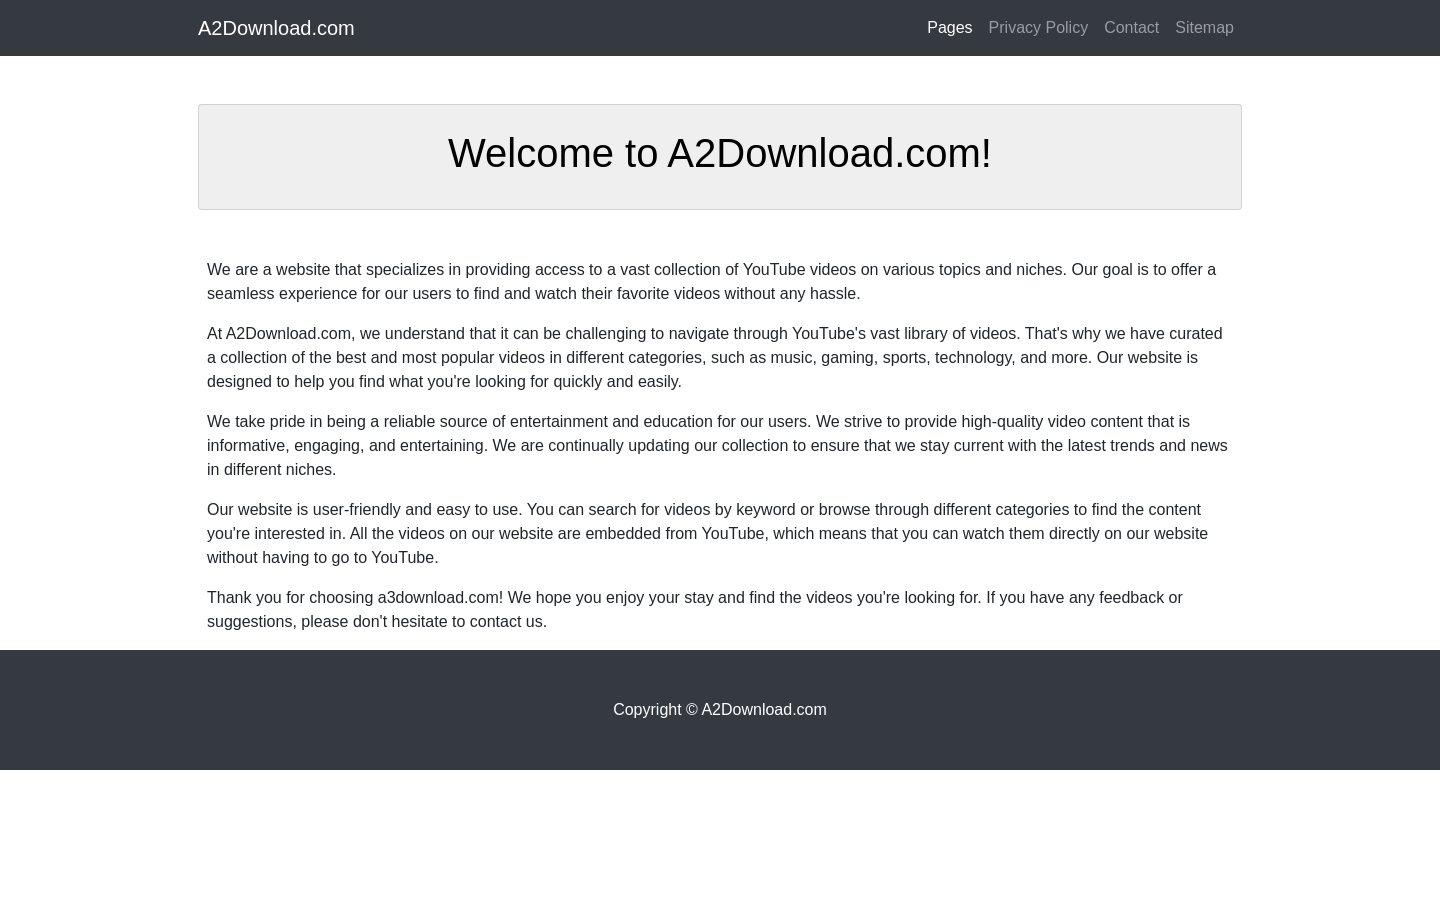 A2Download.com
Pages
Privacy Policy
Contact
Sitemap
Welcome to A2Download.com!
We are a website that specializes in providing access to a vast collection of YouTube videos on various topics and niches. Our goal is to offer a
seamless experience for our users to find and watch their favorite videos without any hassle.
At A2Download.com, we understand that it can be challenging to navigate through YouTube's vast library of videos. That's why we have curated
a collection of the best and most popular videos in different categories, such as music, gaming, sports, technology, and more. Our website is
designed to help you find what you're looking for quickly and easily.
We take pride in being a reliable source of entertainment and education for our users. We strive to provide high-quality video content that is
informative, engaging, and entertaining. We are continually updating our collection to ensure that we stay current with the latest trends and news
in different niches.
Our website is user-friendly and easy to use. You can search for videos by keyword or browse through different categories to find the content
you're interested in. All the videos on our website are embedded from YouTube, which means that you can watch them directly on our website
without having to go to YouTube.
Thank you for choosing a3download.com! We hope you enjoy your stay and find the videos you're looking for. If you have any feedback or
suggestions, please don't hesitate to contact us.
Copyright © A2Download.com